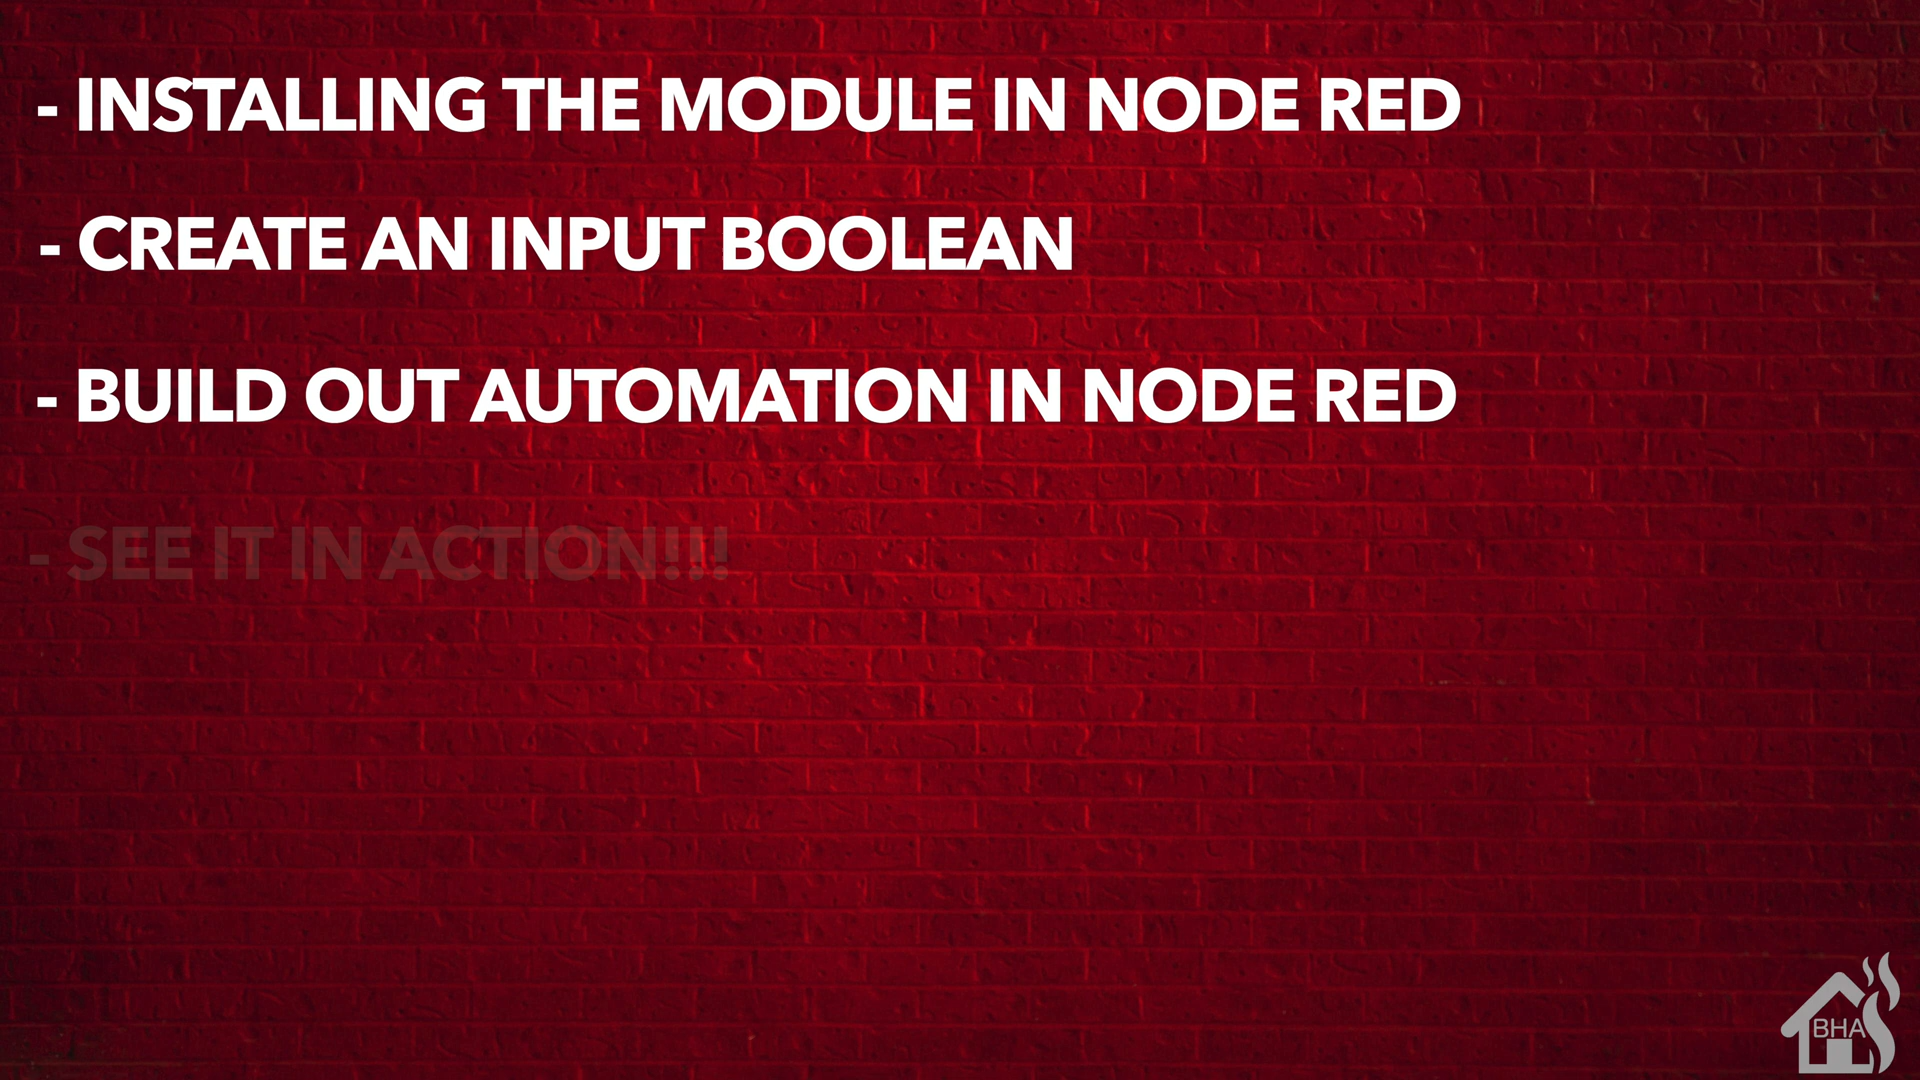 - INSTALLING THE MODULE IN NODE RED
- CREATE AN INPUT BOOLEAN
- BUILD OUT AUTOMATION IN NODE RED
- SEE IT IN ACTION!!!
BHA